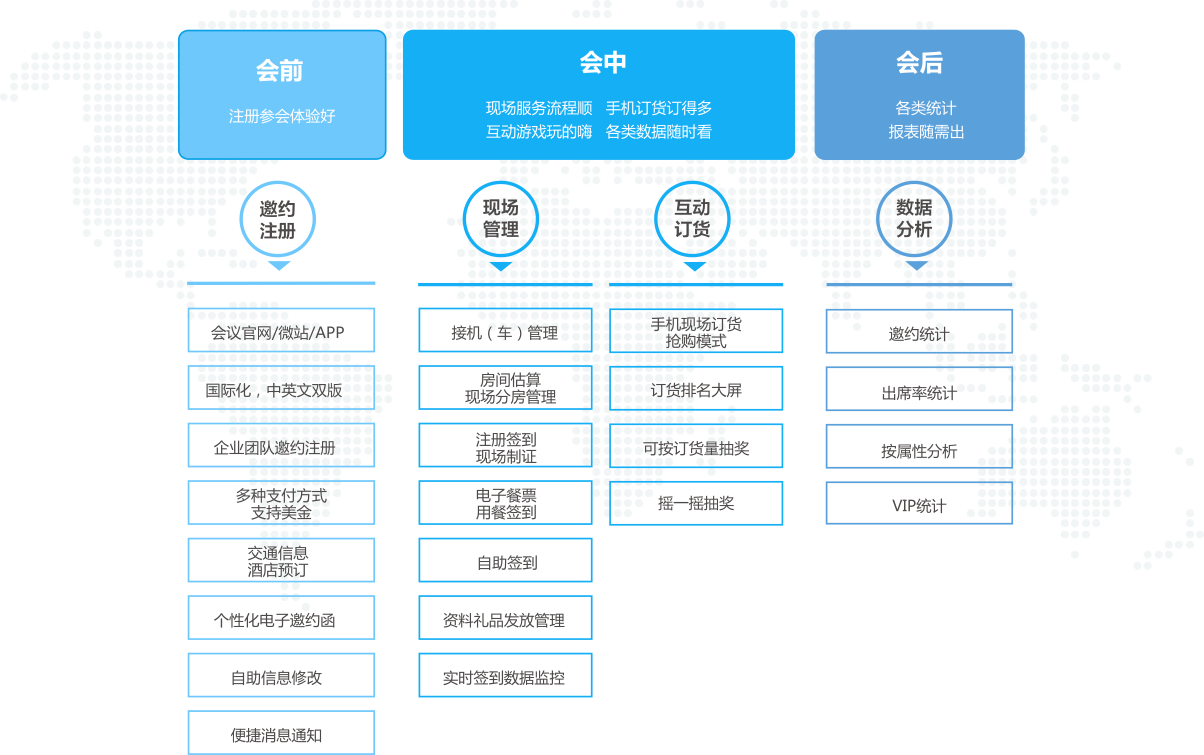 会前
注册参会体验好
会中
现场服务流程顺 手机订货订得多
互动游戏玩的嗨 各类数据随时看
会后
各类统计
报表随需出
邀约
注册
会议官网/微站/APP
国际化，中英文双版
企业团队邀约注册
多种支付方式
支持美金
交通信息
酒店预订
个性化电子邀约函
自助信息修改
便捷消息通知
现场
管理
接机（车）管理
房间估算
现场分房管理
注册签到
现场制证
电子餐票
用餐签到
自助签到
资料礼品发放管理
实时签到数据监控
互动
订货
手机现场订货
抢购模式
订货排名大屏
可按订货量抽奖
摇一摇抽奖
数据
分析
邀约统计
出席率统计
按属性分析
VIP统计